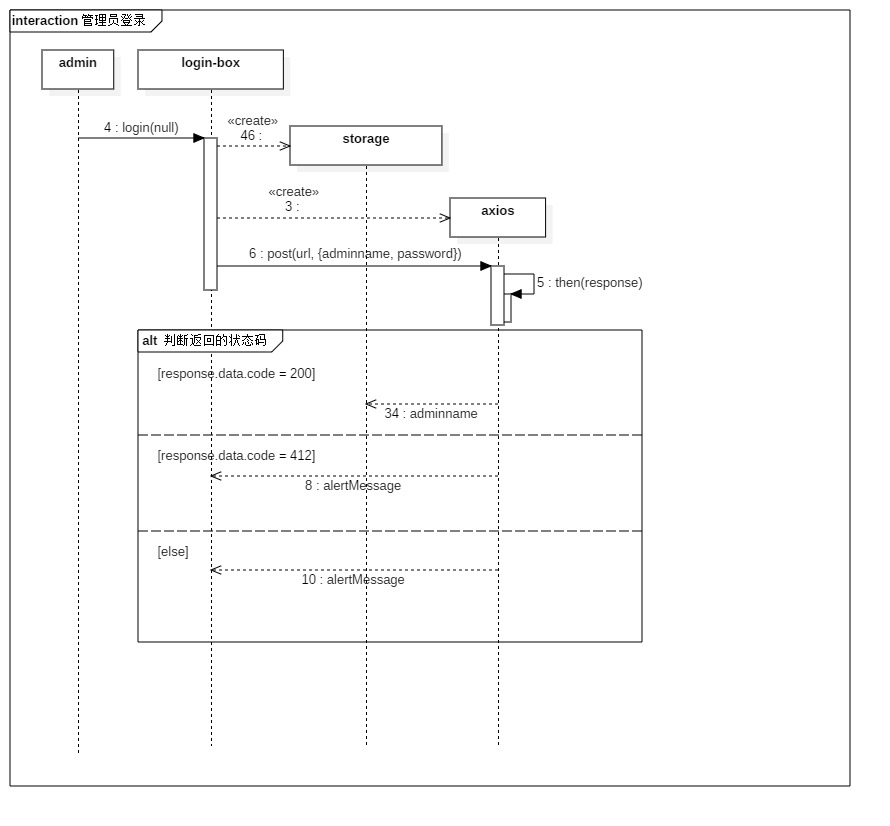 interaction 管理员登录
admin
login-box
4 : login(null)
«create»
46 :
storage
«create»
3 :
axios
6 : post(url, {adminname, password})
5 : then(response)
alt 判断返回的状态码
[response.data.code = 200]
34 : adminname
[response.data.code = 412]
8 : alertMessage
[else]
10 : alertMessage